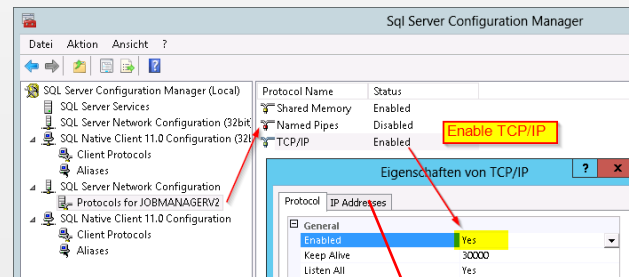 Sql Server Configuration Manager
Datei Aktion Ansicht ?
SQL Server Configuration Manager (Local)
SQL Server Services
SQL Server Network Configuration (32bit
SQL Native Client 11.0 Configuration (32b
Client Protocols
Aliases
SQL Server Network Configuration
Protocols for JOBMANAGERV2
SQL Native Client 11.0 Configuration
Client Protocols
Aliases
Protocol Name Status
Shared Memory Enabled
Named Pipes Disabled
TCP/IP Enabled
Enable TCP/IP
Eigenschaften von TCP/IP ? x
Protocol IP Addresses
General
Enabled Yes
Keep Alive 30000
Listen All Yes